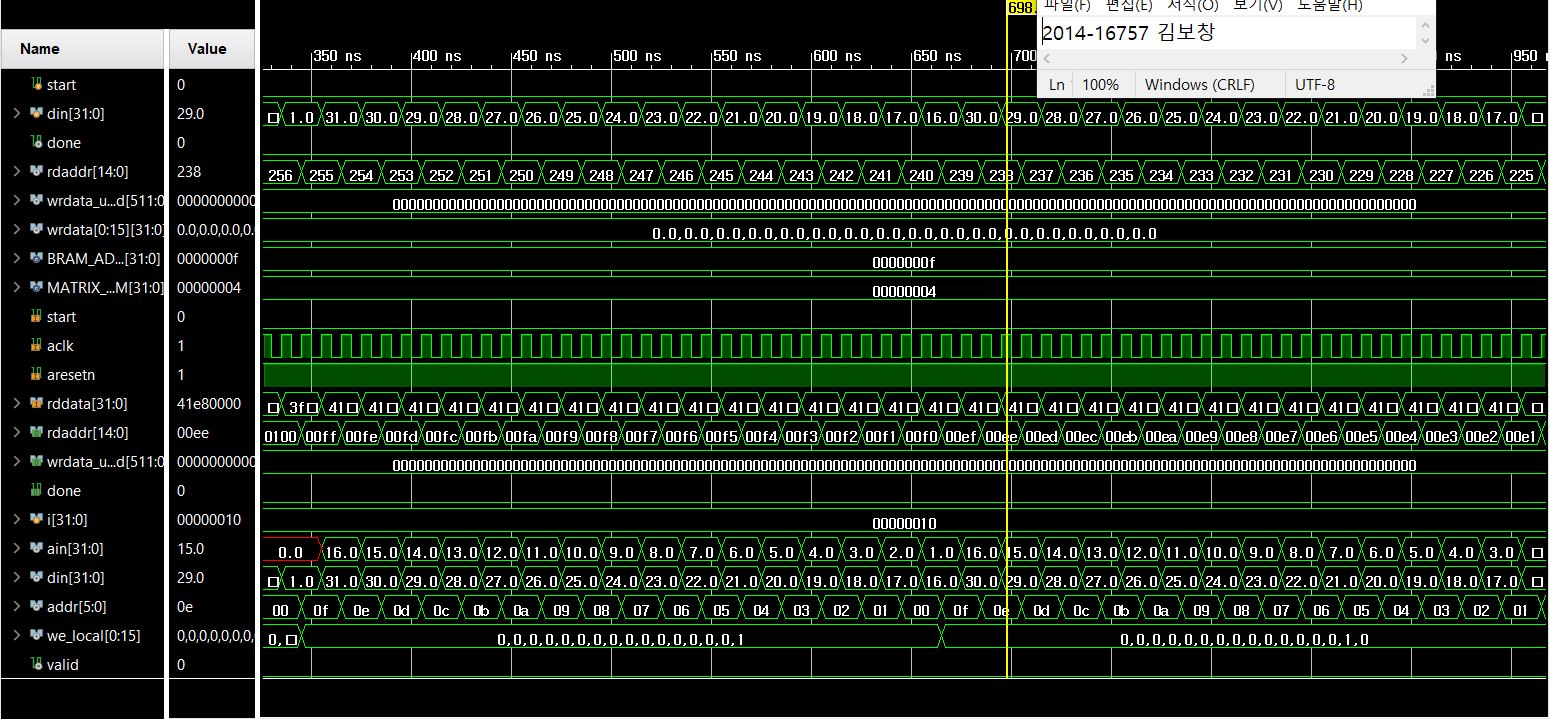 698.
파일(F) 편집(E) 서식(O) 보기(V) 도움말(H)
2014-16757 김보창
Ln 100% Windows (CRLF) UTF-8
Name Value
350 ns 400 ns 450 ns 500 ns 550 ns 600 ns 650 ns 700 ns 950
start 0
din[31:0] 29.0 1.0 31.0 30.0 29.0 28.0 27.0 26.0 25.0 24.0 23.0 22.0 21.0 20.0 19.0 18.0 17.0 16.0 30.0 29.0 28.0 27.0 26.0 25.0 24.0 23.0 22.0 21.0 20.0 19.0 18.0 17.0
done 0
rdaddr[14:0] 238 256 255 254 253 252 251 250 249 248 247 246 245 244 243 242 241 240 239 238 237 236 235 234 233 232 231 230 229 228 227 226 225
wrdata_u...d[511:0 0000000000
wrdata[0:15][31:0] 0.0,0.0,0.0,0. 0.0,0.0,0.0,0.0,0.0,0.0,0.0,0.0,0.0,0.0,0.0,0.0,0.0
BRAM_AD...[31:0] 0000000f 0000000f
MATRIX_...M[31:0] 00000004 00000004
start 0
aclk 1
aresetn 1
rddata[31:0] 41e80000 3f 41 41 41 41 41 41 41 41 41 41 41 41 41 41 41 41 41 41 41 41 41 41 41 41 41 41 41 41 41 41
rdaddr[14:0] 00ee 0100 00ff 00fe 00fd 00fc 00fb 00fa 00f9 00f8 00f7 00f6 00f5 00f4 00f3 00f2 00f1 00f0 00ef 00ee 00ed 00ec 00eb 00ea 00e9 00e8 00e7 00e6 00e5 00e4 00e3 00e2 00e1
wrdata_u...d[511:0 0000000000
done 0
i[31:0] 00000010 00000010
ain[31:0] 15.0 0.0 16.0 15.0 14.0 13.0 12.0 11.0 10.0 9.0 8.0 7.0 6.0 5.0 4.0 3.0 2.0 1.0 16.0 15.0 14.0 13.0 12.0 11.0 10.0 9.0 8.0 7.0 6.0 5.0 4.0 3.0
din[31:0] 29.0 1.0 31.0 30.0 29.0 28.0 27.0 26.0 25.0 24.0 23.0 22.0 21.0 20.0 19.0 18.0 17.0 16.0 30.0 29.0 28.0 27.0 26.0 25.0 24.0 23.0 22.0 21.0 20.0 19.0 18.0 17.0
addr[5:0] 0e 00 0f 0e 0d 0c 0b 0a 09 08 07 06 05 04 03 02 01 00 0f 0e 0d 0c 0b 0a 09 08 07 06 05 04 03 02 01
we_local[0:15] 0,0,0,0,0,0,0, 0, 0,0,0,0,0,0,0,0,0,0,0,0,0,0,0,1 0,0,0,0,0,0,0,0,0,0,0,0,0,0,1,0
valid 0